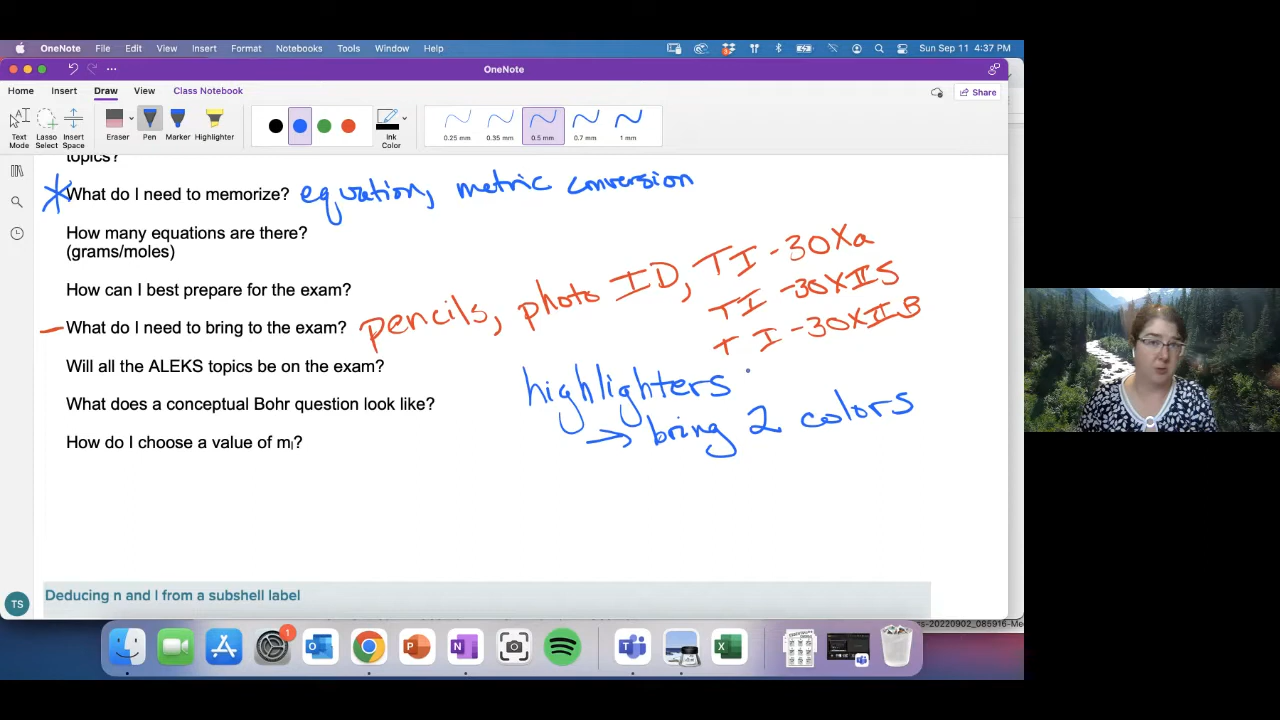 OneNote File Edit View Insert Format Notebooks Tools Window Help Sun Sep 11 4:37 PM
OneNote
Home Insert Draw View Class Notebook Share
Text Mode Lasso Select Insert Space Eraser Pen Marker Highlighter Ink Color 0.25 mm 0.35 mm 0.5 mm 0.7 mm 1 mm
topics?
What do I need to memorize? equation, metric conversion
How many equations are there?
(grams/moles)
How can I best prepare for the exam?
What do I need to bring to the exam? pencils, photo ID, TI-30Xa
TI-30XIIS
TI-30XIIB
Will all the ALEKS topics be on the exam?
highlighters
→ bring 2 colors
What does a conceptual Bohr question look like?
How do I choose a value of mₗ?
Deducing n and l from a subshell label
TS
1